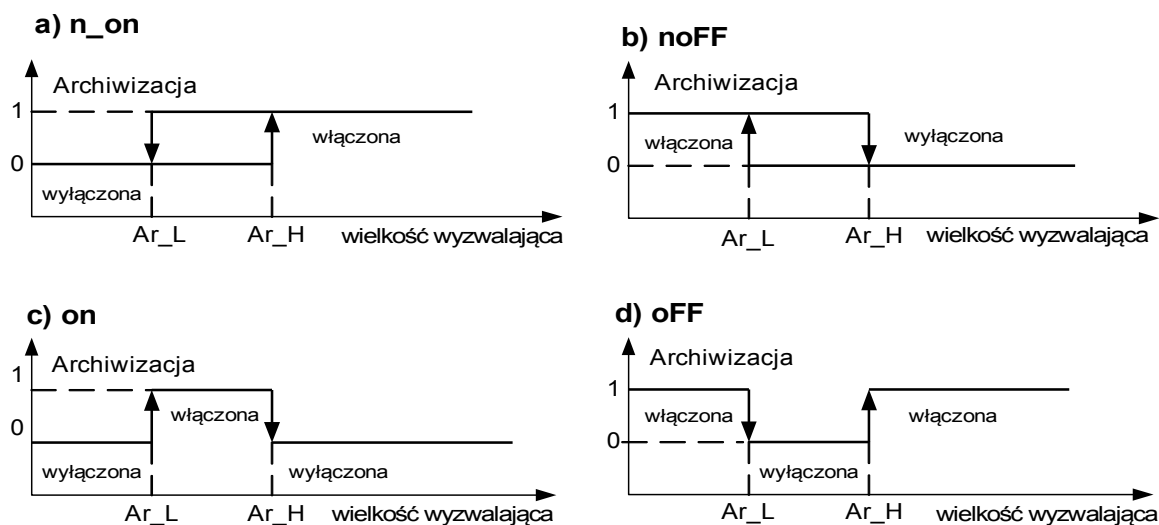 a) n_on
Archiwizacja
1
włączona
0
wyłączona
Ar_L Ar_H wielkość wyzwalająca
b) noFF
Archiwizacja
1
włączona wyłączona
0
Ar_L Ar_H wielkość wyzwalająca
c) on
Archiwizacja
1
włączona
0
wyłączona wyłączona
Ar_L Ar_H wielkość wyzwalająca
d) oFF
Archiwizacja
1
włączona włączona
0
wyłączona
Ar_L Ar_H wielkość wyzwalająca